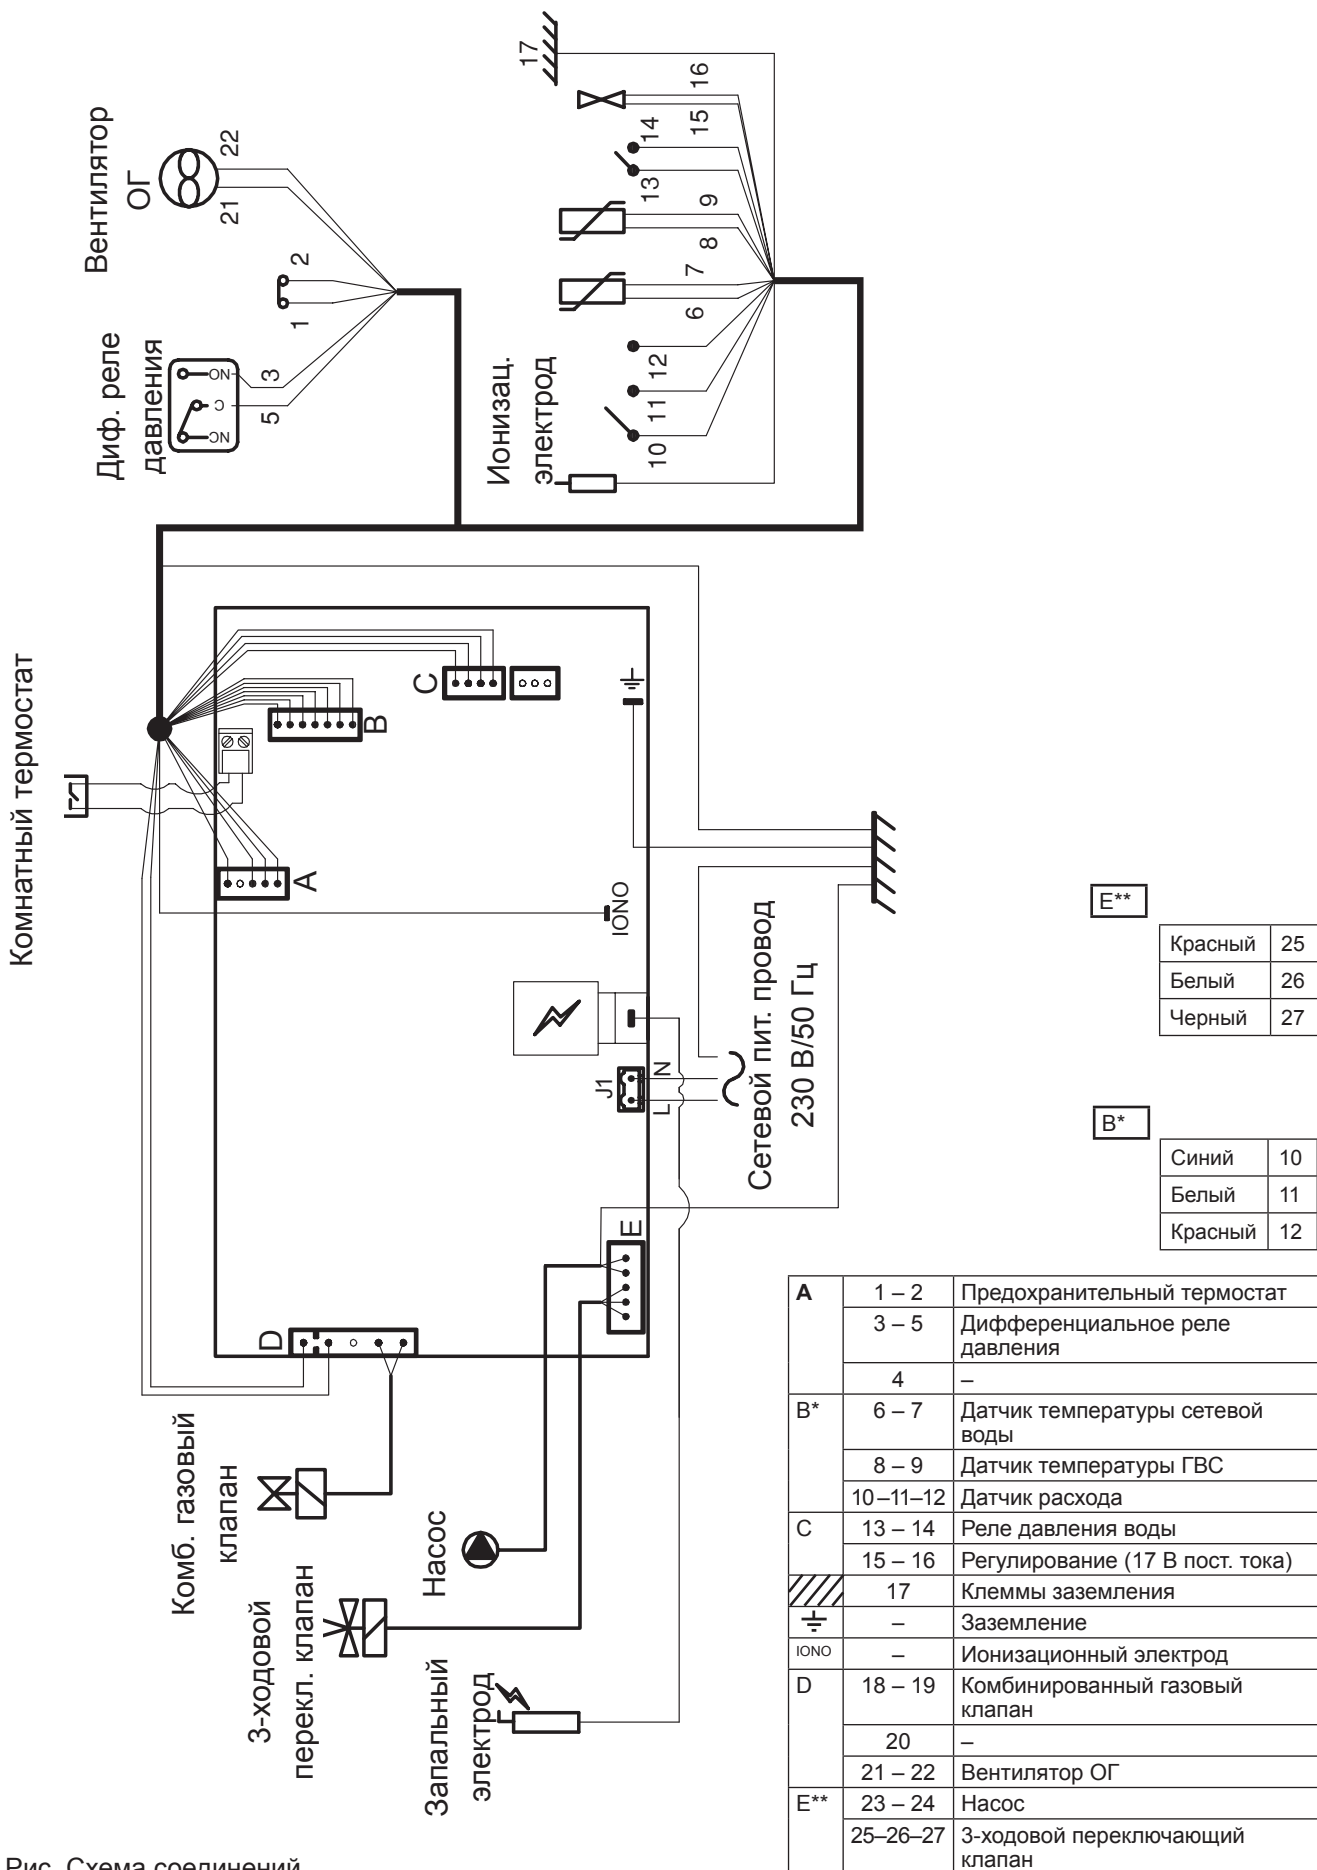 Комнатный термостат
Диф. реле
давления
NC
C
NO
5
3
1
2
Вентилятор
ОГ
21
22
Ионизац.
электрод
10
11
12
6
7
8
9
13
14
15
16
17
A
B
C
IONO
J1
L
N
Сетевой пит. провод
230 В/50 Гц
D
E
Комб. газовый
клапан
3-ходовой
перекл. клапан
Насос
Запальный
электрод
E**
Красный 25
Белый 26
Черный 27
B*
Синий 10
Белый 11
Красный 12
A 1 – 2 Предохранительный термостат
3 – 5 Дифференциальное реле
давления
4 –
B* 6 – 7 Датчик температуры сетевой
воды
8 – 9 Датчик температуры ГВС
10–11–12 Датчик расхода
C 13 – 14 Реле давления воды
15 – 16 Регулирование (17 В пост. тока)
17 Клеммы заземления
– Заземление
IONO – Ионизационный электрод
D 18 – 19 Комбинированный газовый
клапан
20 –
21 – 22 Вентилятор ОГ
E** 23 – 24 Насос
25–26–27 3-ходовой переключающий
клапан
Рис. Схема соединений